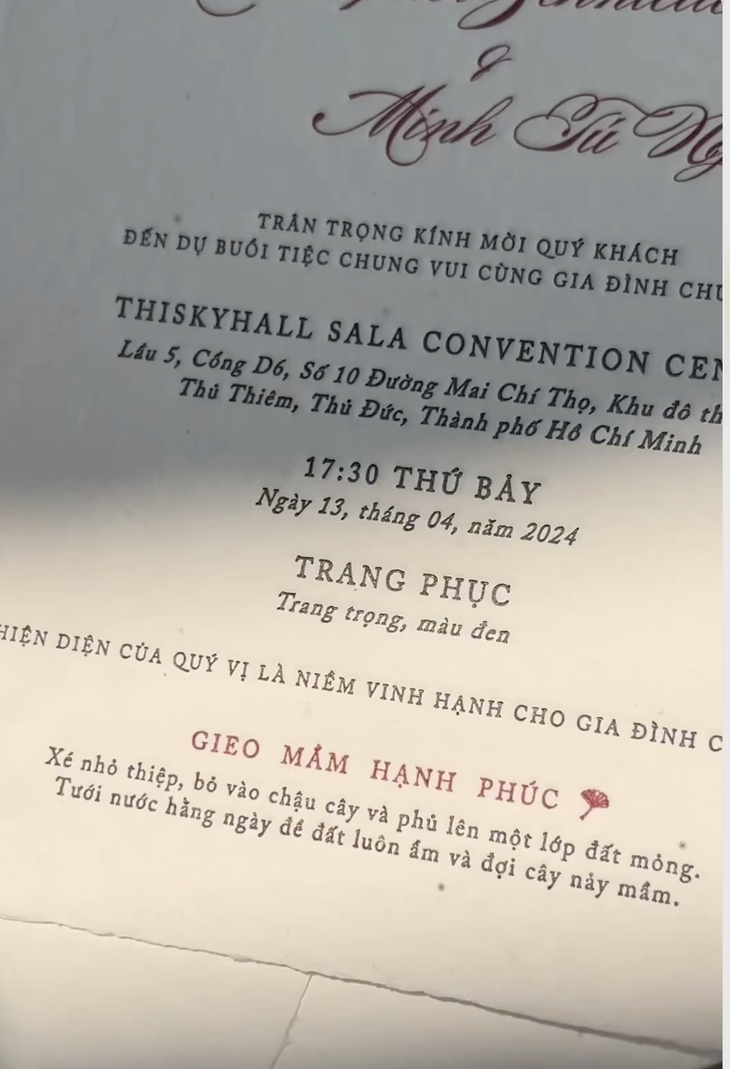 &
Minh Tú
TRÂN TRỌNG KÍNH MỜI QUÝ KHÁCH
ĐẾN DỰ BUỔI TIỆC CHUNG VUI CÙNG GIA ĐÌNH
THISKYHALL SALA CONVENTION
Lầu 5, Cổng D6, Số 10 Đường Mai Chí Thọ, Khu đô
Thủ Thiêm, Thủ Đức, Thành phố Hồ Chí Minh
17:30 THỨ BẢY
Ngày 13, tháng 04, năm 2024
TRANG PHỤC
Trang trọng, màu đen
HIỆN DIỆN CỦA QUÝ VỊ LÀ NIỀM VINH HẠNH CHO GIA ĐÌNH
GIEO MẦM HẠNH PHÚC
Xé nhỏ thiệp, bỏ vào chậu cây và phủ lên một lớp đất mỏng.
Tưới nước hằng ngày để đất luôn ẩm và đợi cây nảy mầm.